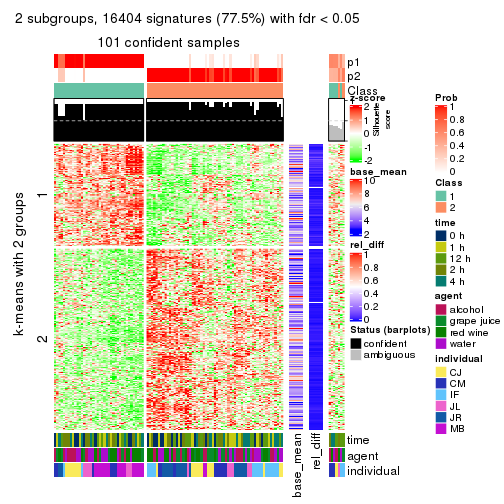 2 subgroups, 16404 signatures (77.5%) with fdr < 0.05
101 confident samples
p1
p2
Class
z-score
2
1
0
-1
-2
Silhouette
score
1
k-means with 2 groups
1
2
base_mean
10
8
6
4
2
rel_diff
1
0.8
0.6
0.4
0.2
0
Status (barplots)
confident
ambiguous
Prob
1
0.8
0.6
0.4
0.2
0
Class
1
2
time
0 h
1 h
12 h
2 h
4 h
agent
alcohol
grape juice
red wine
water
individual
CJ
CM
IF
JL
JR
MB
time
agent
individual
base_mean
rel_diff